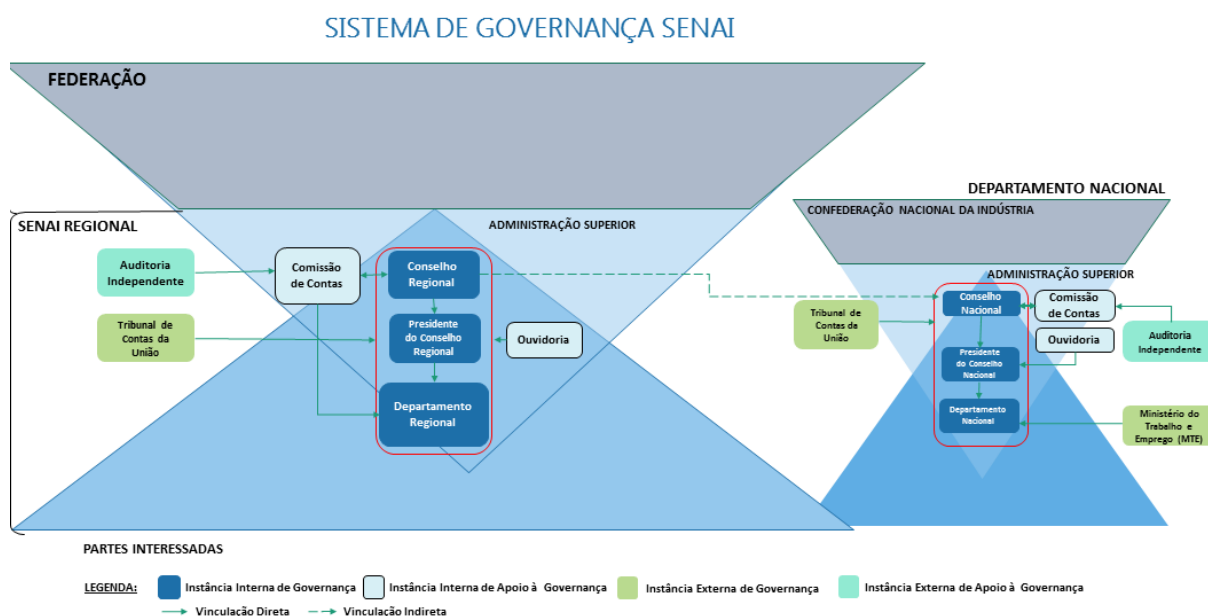 SISTEMA DE GOVERNANÇA SENAI
FEDERAÇÃO
SENAI REGIONAL
ADMINISTRAÇÃO SUPERIOR
Auditoria
Independente
Comissão
de Contas
Conselho
Regional
Tribunal de
Contas da
União
Presidente
do Conselho
Regional
Ouvidoria
Departamento
Regional
DEPARTAMENTO NACIONAL
CONFEDERAÇÃO NACIONAL DA INDÚSTRIA
ADMINISTRAÇÃO SUPERIOR
Conselho
Nacional
Comissão
de Contas
Tribunal de
Contas da
União
Ouvidoria
Auditoria
Independente
Presidente
do Conselho
Nacional
Departamento
Nacional
Ministério do
Trabalho e
Emprego (MTE)
PARTES INTERESSADAS
LEGENDA:
Instância Interna de Governança
Instância Interna de Apoio à Governança
Instância Externa de Governança
Instância Externa de Apoio à Governança
Vinculação Direta
Vinculação Indireta